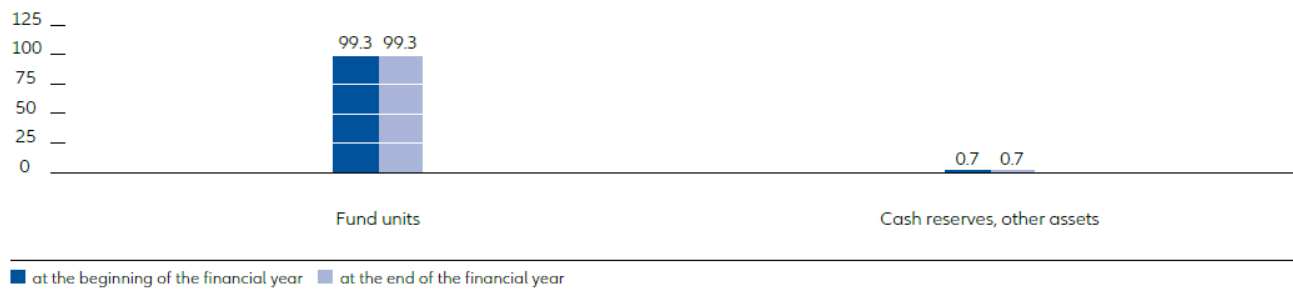 125
100
75
50
25
0
99.3 99.3
0.7 0.7
Fund units
Cash reserves, other assets
at the beginning of the financial year at the end of the financial year